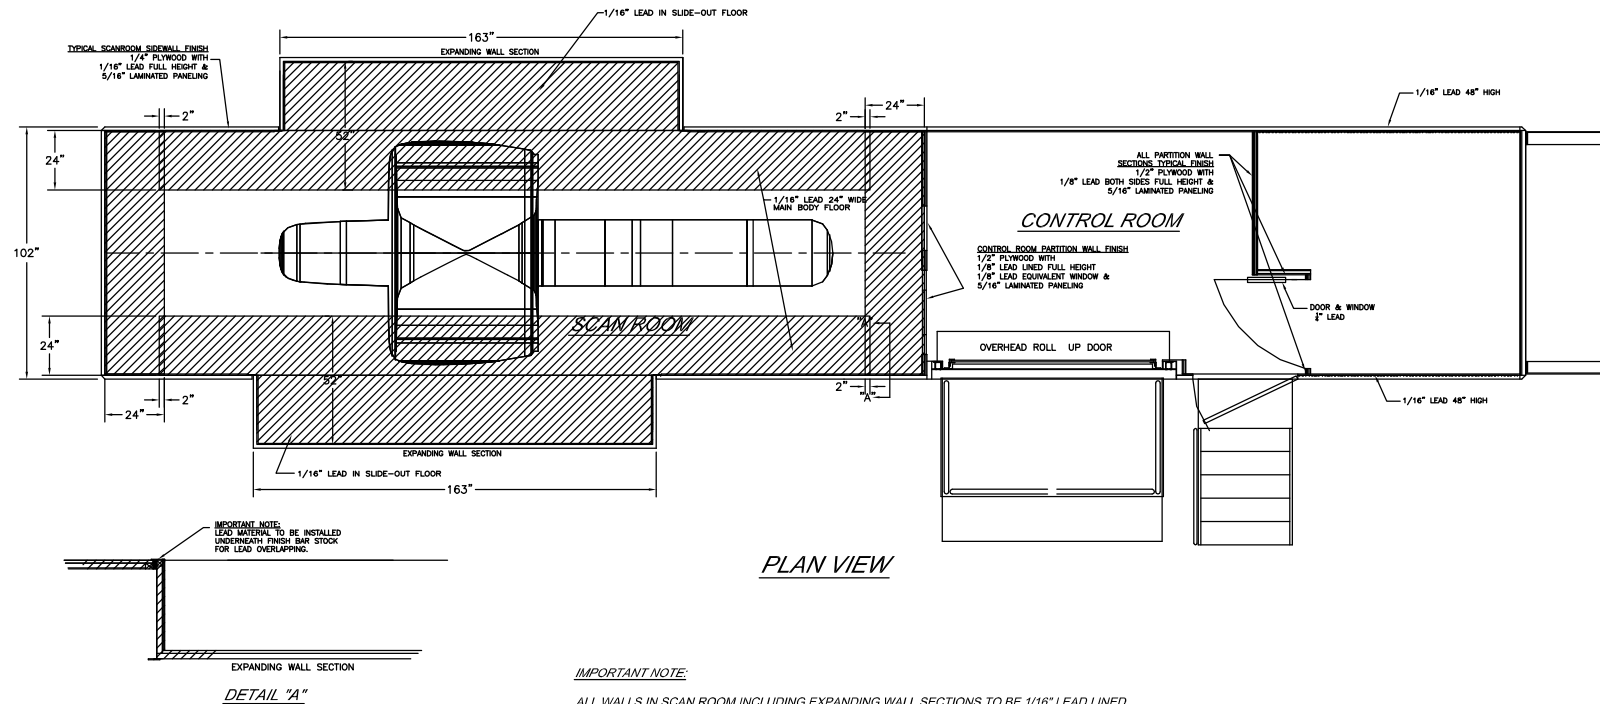 1/16" LEAD IN SLIDE-OUT FLOOR
163"
EXPANDING WALL SECTION
TYPICAL SCANROOM SIDEWALL FINISH
1/4" PLYWOOD WITH
1/16" LEAD FULL HEIGHT &
5/16" LAMINATED PANELING
2"
24"
2"
1/16" LEAD 48" HIGH
52"
24"
ALL PARTITION WALL
SECTIONS TYPICAL FINISH
1/2" PLYWOOD WITH
1/8" LEAD BOTH SIDES FULL HEIGHT &
5/16" LAMINATED PANELING
1/16" LEAD 24" WIDE
MAIN BODY FLOOR
CONTROL ROOM
102"
CONTROL ROOM PARTITION WALL FINISH
1/2" PLYWOOD WITH
1/8" LEAD LINED FULL HEIGHT
1/8" LEAD EQUIVALENT WINDOW &
5/16" LAMINATED PANELING
DOOR & WINDOW
LEAD
SCAN ROOM
"A"
24"
OVERHEAD ROLL UP DOOR
52"
2"
"A"
2"
24"
1/16" LEAD 48" HIGH
EXPANDING WALL SECTION
1/16" LEAD IN SLIDE-OUT FLOOR
163"
IMPORTANT NOTE:
LEAD MATERIAL TO BE INSTALLED
UNDERNEATH FINISH BAR STOCK
FOR LEAD OVERLAPPING.
PLAN VIEW
EXPANDING WALL SECTION
DETAIL "A"
IMPORTANT NOTE:
ALL WALLS IN SCAN ROOM INCLUDING EXPANDING WALL SECTIONS TO BE 1/16" LEAD LINED